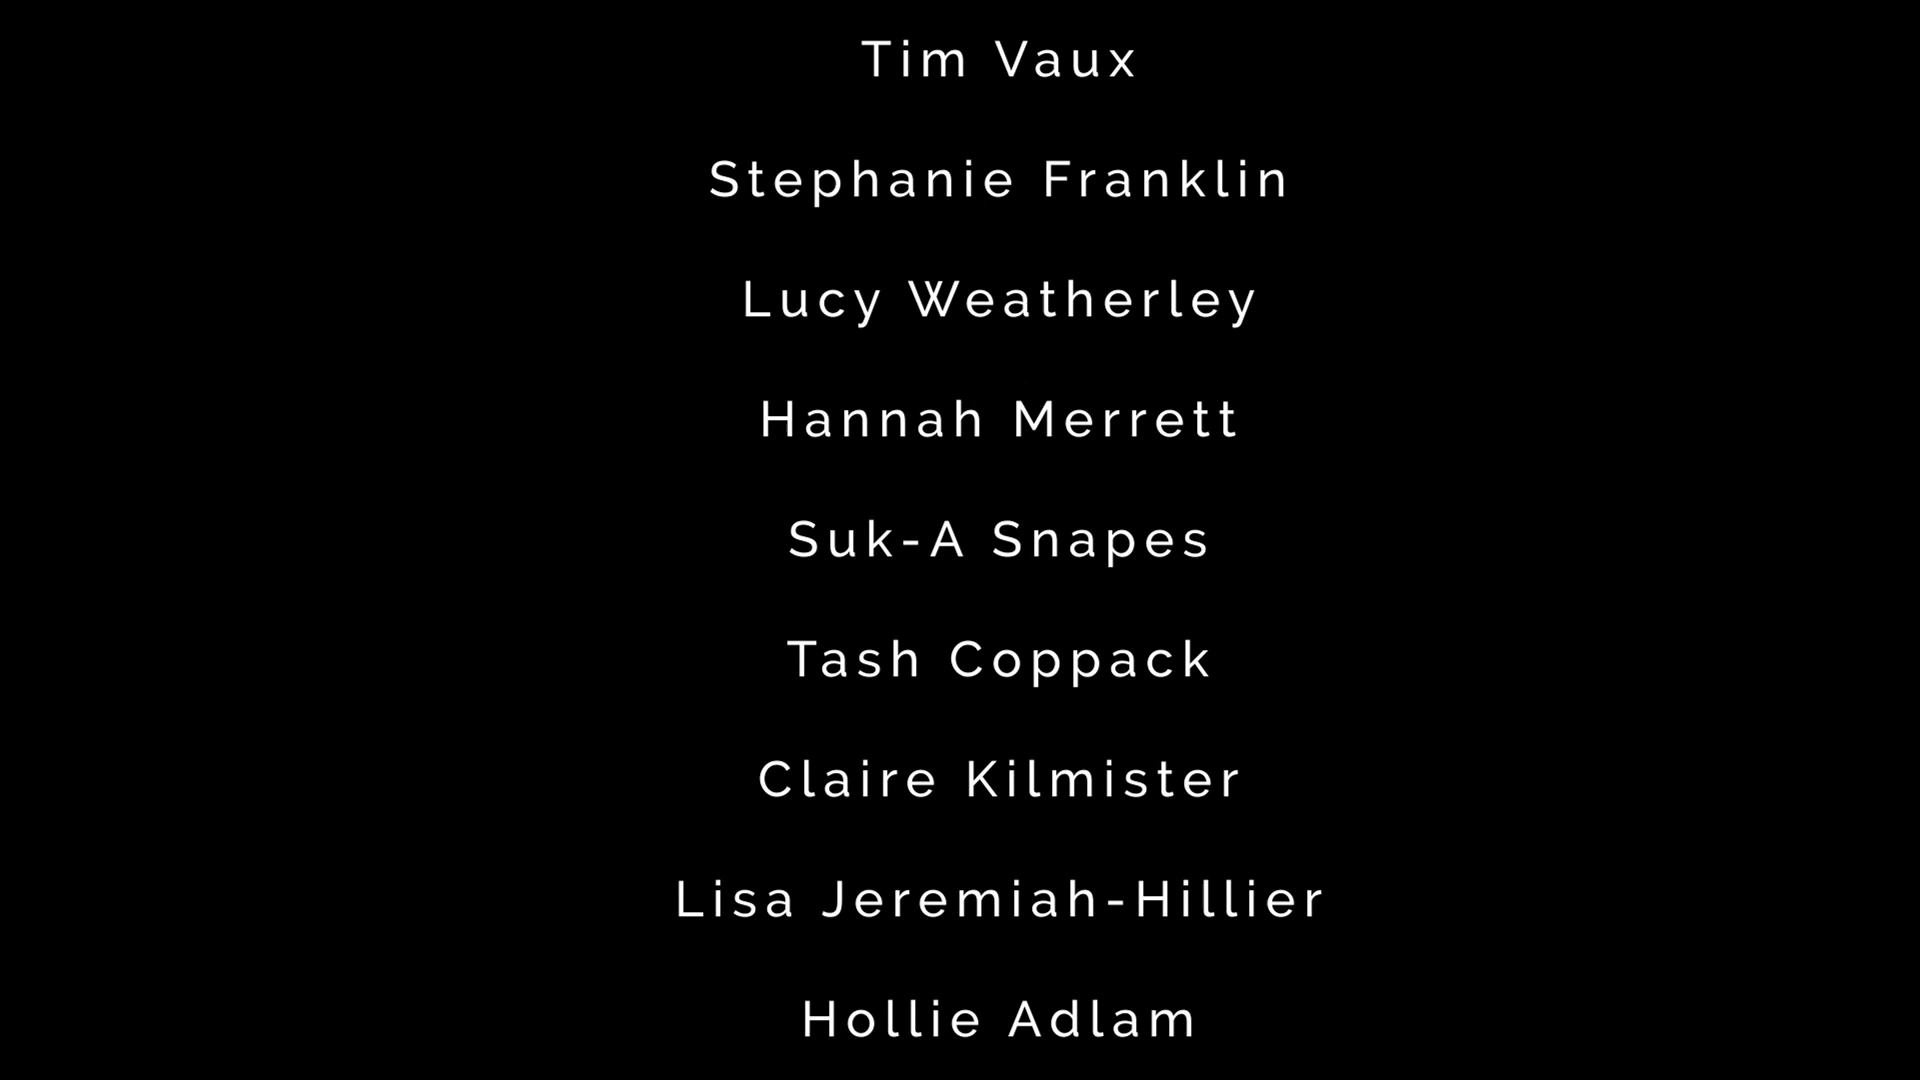 Tim Vaux
Stephanie Franklin
Lucy Weatherley
Hannah Merrett
Suk-A Snapes
Tash Coppack
Claire Kilmister
Lisa Jeremiah-Hillier
Hollie Adlam